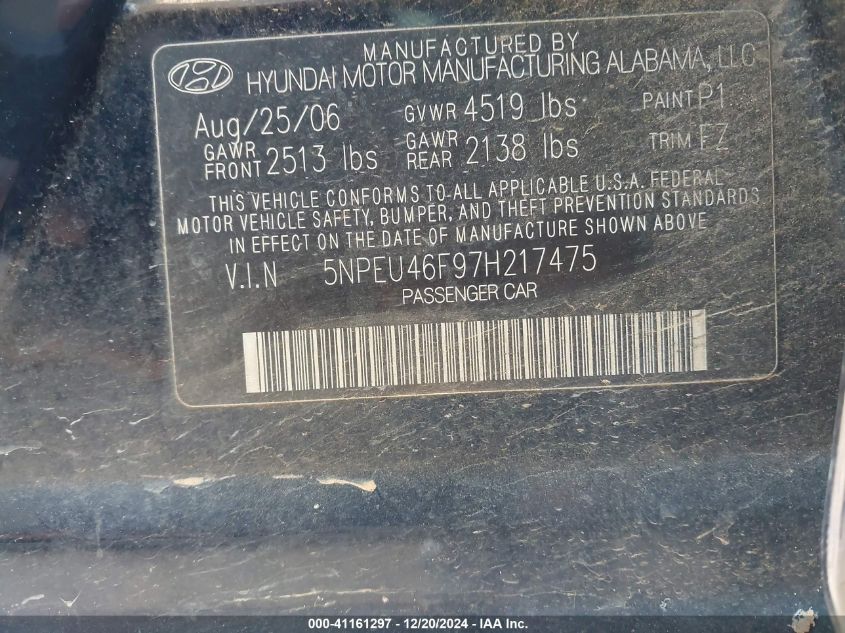 MANUFACTURED BY
HYUNDAI MOTOR MANUFACTURING ALABAMA, LLC
Aug/25/06 GVWR 4519 lbs PAINT P1
GAWR FRONT 2513 lbs GAWR REAR 2138 lbs TRIM FZ
THIS VEHICLE CONFORMS TO ALL APPLICABLE U.S.A. FEDERAL
MOTOR VEHICLE SAFETY, BUMPER, AND THEFT PREVENTION STANDARDS
IN EFFECT ON THE DATE OF MANUFACTURE SHOWN ABOVE
V.I.N 5NPEU46F97H217475
PASSENGER CAR
000-41161297 - 12/20/2024 - IAA Inc.